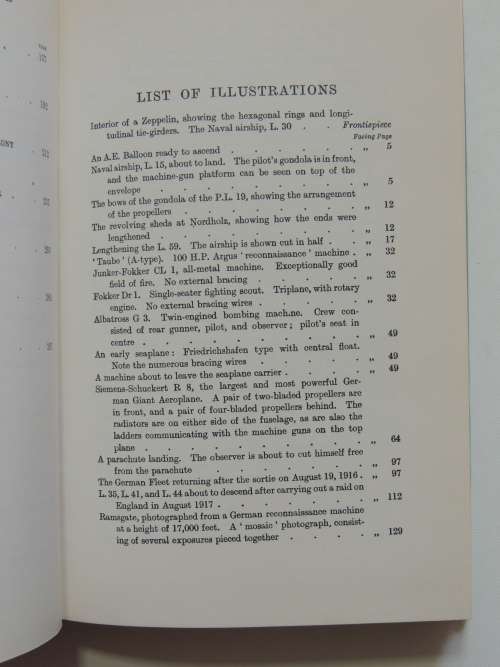 LIST OF ILLUSTRATIONS
Interior of a Zeppelin, showing the hexagonal rings and longi-
tudinal tie-girders. The Naval airship, L. 30 . . Frontispiece
Facing Page
An A.E. Balloon ready to ascend . . . . . „ 5
Naval airship, L. 15, about to land. The pilot's gondola is in front,
and the machine-gun platform can be seen on top of the
envelope . . . . . . . . „ 5
The bows of the gondola of the P.L. 19, showing the arrangement
of the propellers . . . . . . . „ 12
The revolving sheds at Nordholz, showing how the ends were
lengthened . . . . . . . . „ 12
Lengthening the L. 59. The airship is shown cut in half . . „ 17
'Taube' (A-type). 100 H.P. Argus 'reconnaissance' machine . „ 32
Junker-Fokker CL 1, all-metal machine. Exceptionally good
field of fire. No external bracing . . . . „ 32
Fokker Dr 1. Single-seater fighting scout. Triplane, with rotary
engine. No external bracing wires . . . . „ 32
Albatross G 3. Twin-engined bombing machine. Crew con-
sisted of rear gunner, pilot, and observer; pilot's seat in
centre . . . . . . . . . „ 49
An early seaplane: Friedrichshafen type with central float.
Note the numerous bracing wires . . . . „ 49
A machine about to leave the seaplane carrier . . . . „ 49
Siemens-Schuckert R 8, the largest and most powerful Ger-
man Giant Aeroplane. A pair of two-bladed propellers are
in front, and a pair of four-bladed propellers behind. The
radiators are on either side of the fuselage, as are also the
ladders communicating with the machine guns on the top
plane . . . . . . . . . „ 64
A parachute landing. The observer is about to cut himself free
from the parachute . . . . . . „ 97
The German Fleet returning after the sortie on August 19, 1916 . „ 97
L. 35, L. 41, and L. 44 about to descend after carrying out a raid on
England in August 1917 . . . . . . „ 112
Ramsgate, photographed from a German reconnaissance machine
at a height of 17,000 feet. A 'mosaic' photograph, consist-
ing of several exposures pieced together . . . . „ 129